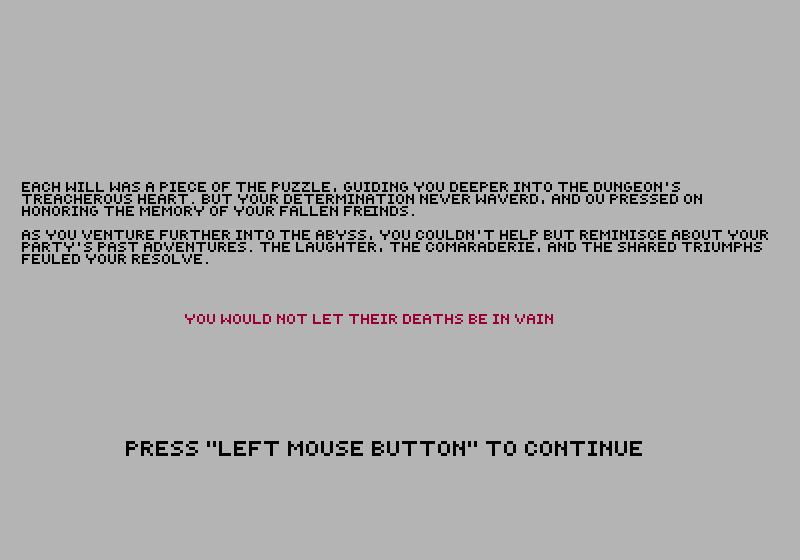 EACH WILL WAS A PIECE OF THE PUZZLE, GUIDING YOU DEEPER INTO THE DUNGEON'S
TREACHEROUS HEART. BUT YOUR DETERMINATION NEVER WAVERD, AND OU PRESSED ON
HONORING THE MEMORY OF YOUR FALLEN FREINDS.
AS YOU VENTURE FURTHER INTO THE ABYSS, YOU COULDN'T HELP BUT REMINISCE ABOUT YOUR
PARTY'S PAST ADVENTURES. THE LAUGHTER, THE COMARADERIE, AND THE SHARED TRIUMPHS
FEULED YOUR RESOLVE.
YOU WOULD NOT LET THEIR DEATHS BE IN VAIN
PRESS "LEFT MOUSE BUTTON" TO CONTINUE